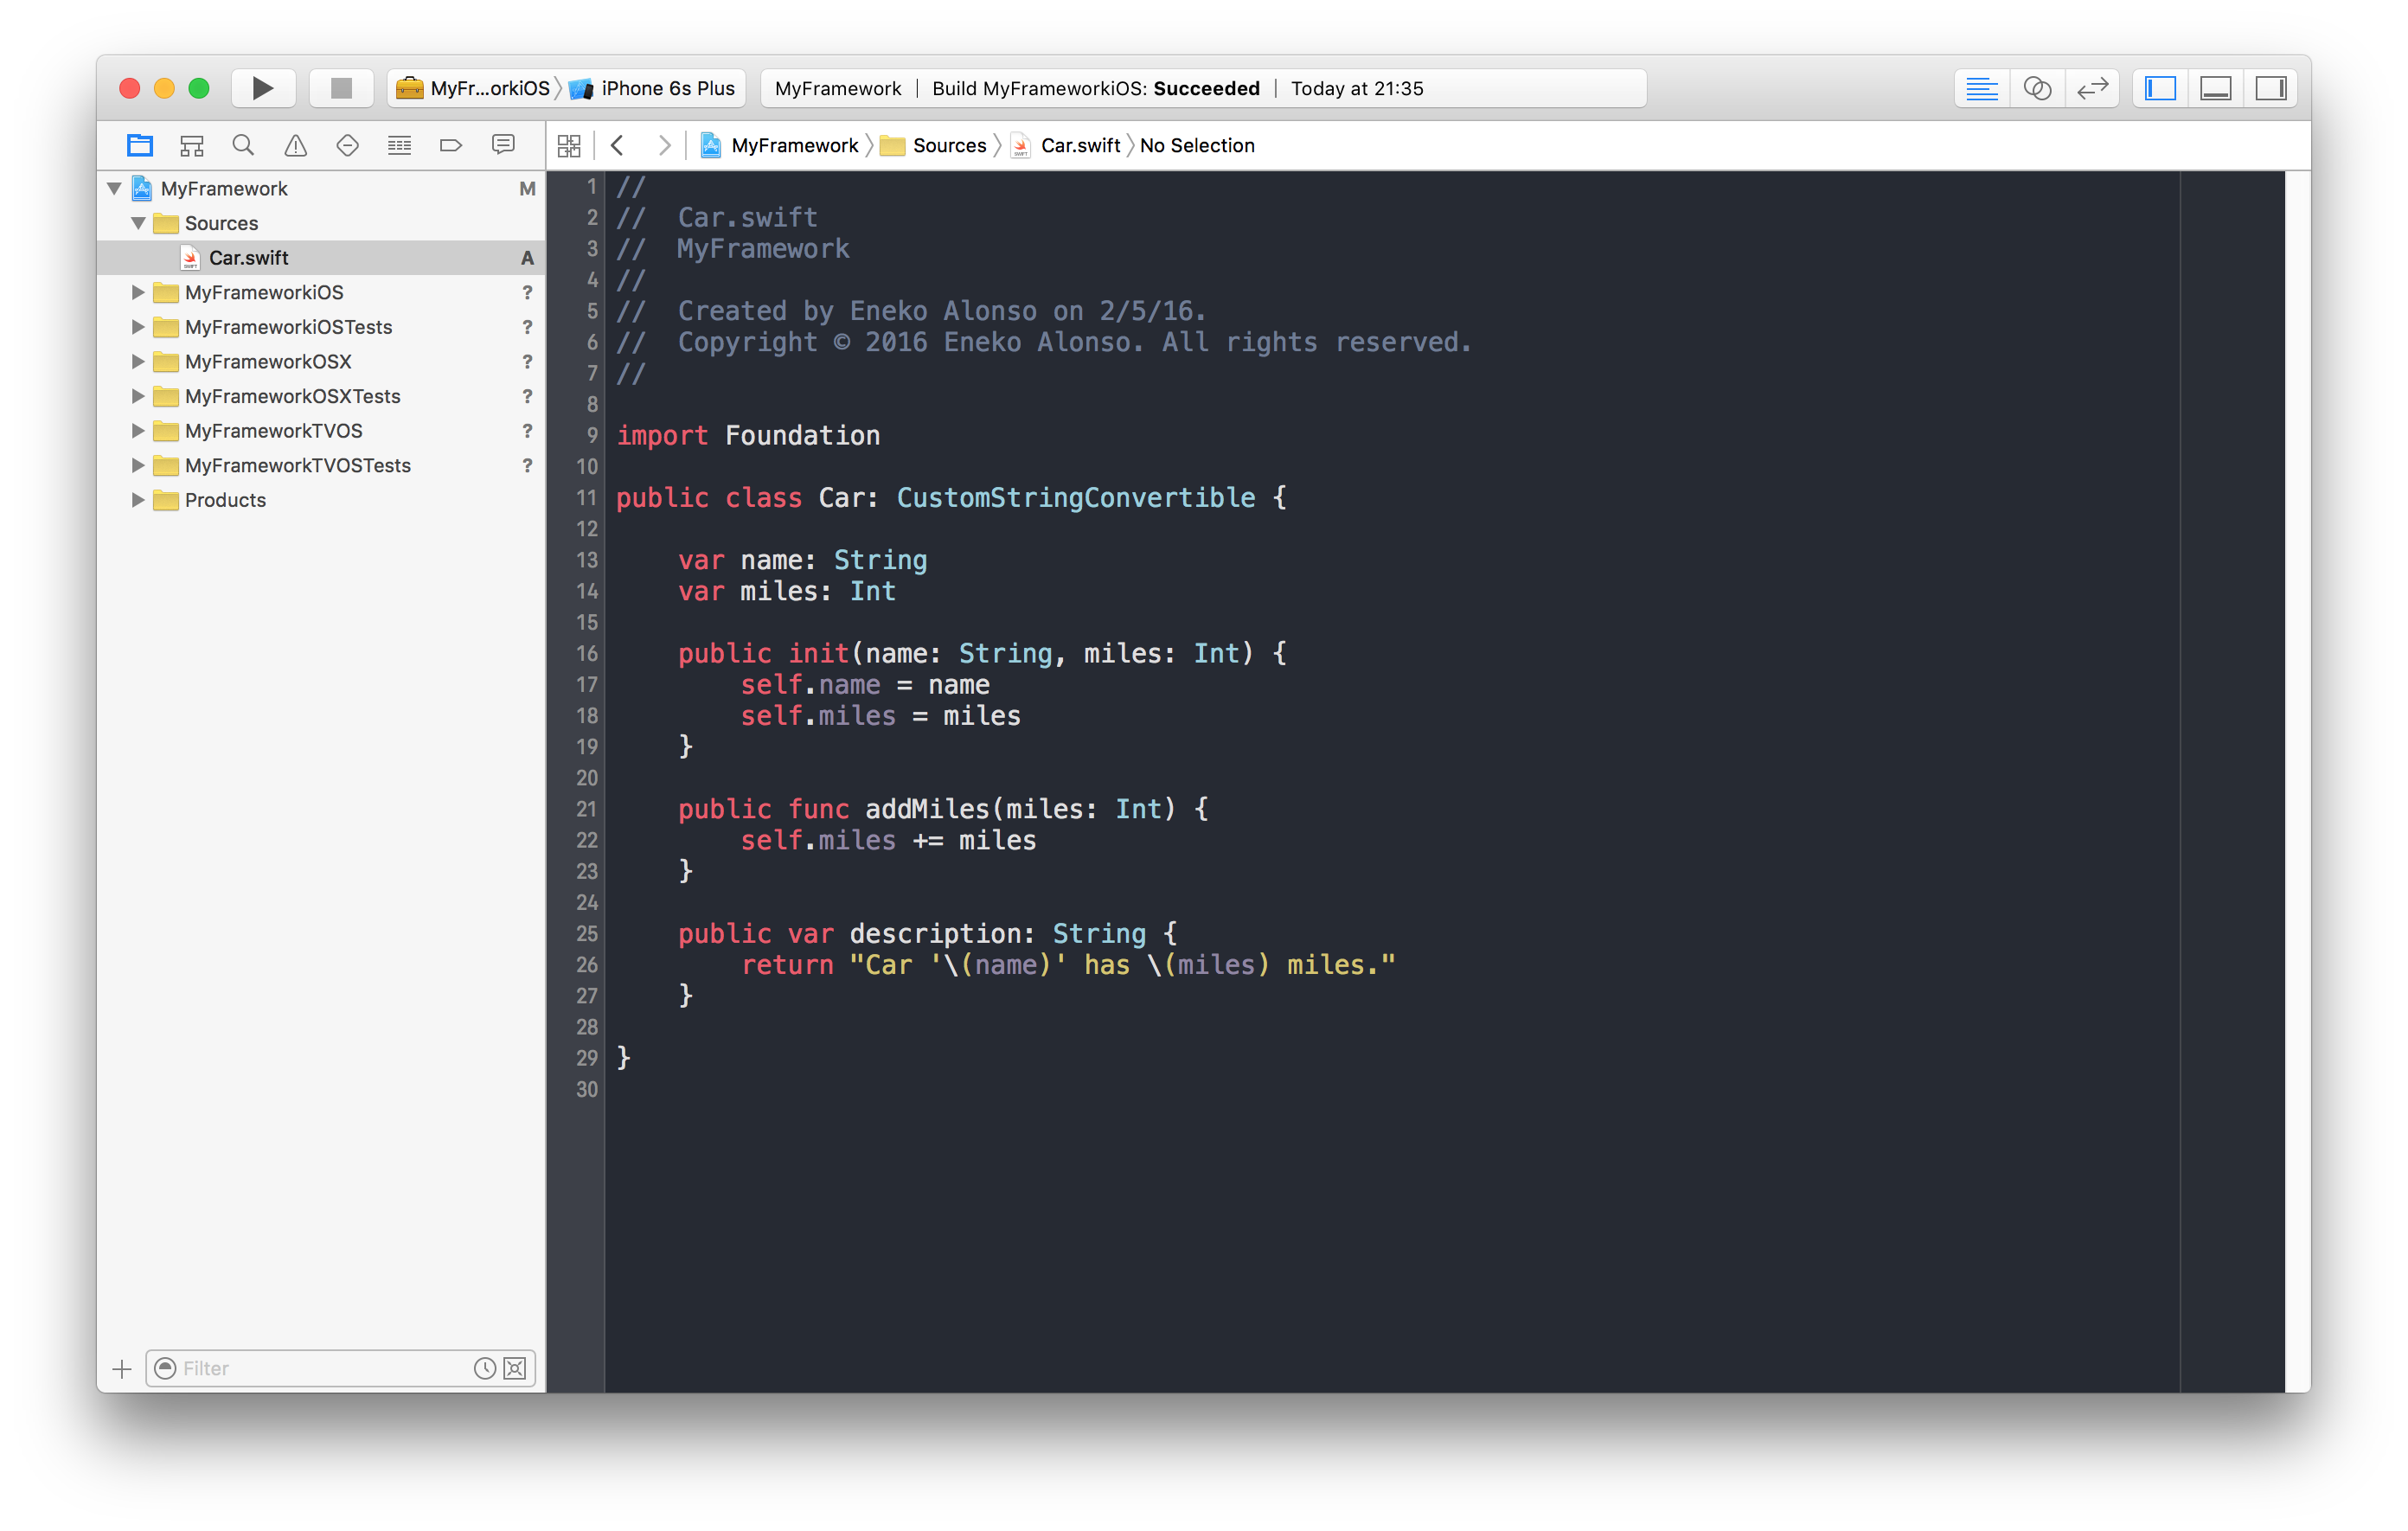 MyFr...orkiOS iPhone 6s Plus MyFramework | Build MyFrameworkiOS: Succeeded | Today at 21:35
MyFramework Sources Car.swift No Selection
MyFramework M
Sources
Car.swift A
MyFrameworkiOS ?
MyFrameworkiOSTests ?
MyFrameworkOSX ?
MyFrameworkOSXTests ?
MyFrameworkTVOS ?
MyFrameworkTVOSTests ?
Products
Filter
1 //
2 //  Car.swift
3 //  MyFramework
4 //
5 //  Created by Eneko Alonso on 2/5/16.
6 //  Copyright © 2016 Eneko Alonso. All rights reserved.
7 //
8
9 import Foundation
10
11 public class Car: CustomStringConvertible {
12
13     var name: String
14     var miles: Int
15
16     public init(name: String, miles: Int) {
17         self.name = name
18         self.miles = miles
19     }
20
21     public func addMiles(miles: Int) {
22         self.miles += miles
23     }
24
25     public var description: String {
26         return "Car '\(name)' has \(miles) miles."
27     }
28
29 }
30